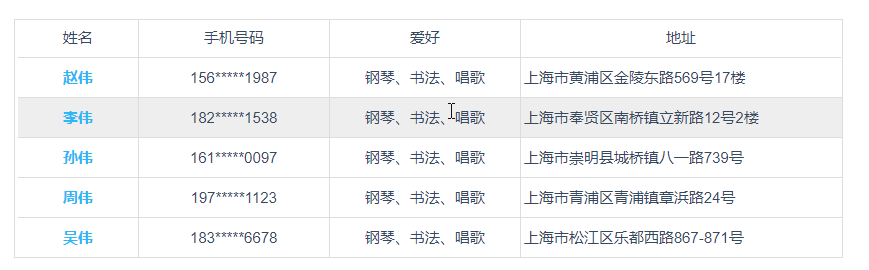 姓名 手机号码 爱好 地址
赵伟 156*****1987 钢琴、书法、唱歌 上海市黄浦区金陵东路569号17楼
李伟 182*****1538 钢琴、书法、唱歌 上海市奉贤区南桥镇立新路12号2楼
孙伟 161*****0097 钢琴、书法、唱歌 上海市崇明县城桥镇八一路739号
周伟 197*****1123 钢琴、书法、唱歌 上海市青浦区青浦镇章浜路24号
吴伟 183*****6678 钢琴、书法、唱歌 上海市松江区乐都西路867-871号